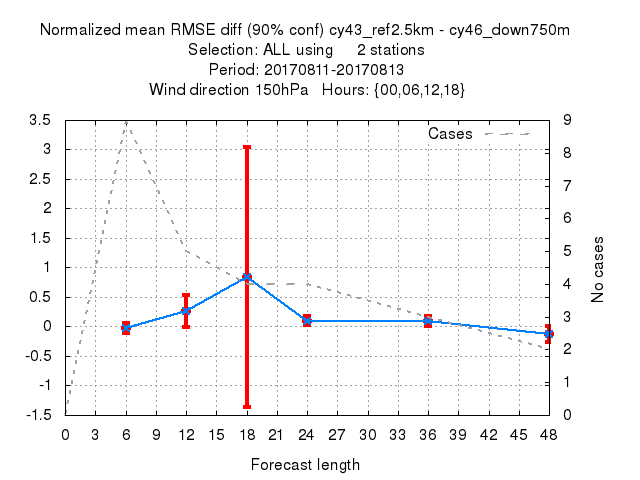 Normalized mean RMSE diff (90% conf) cy43_ref2.5km - cy46_down750m
Selection: ALL using     2 stations
Period: 20170811-20170813
Wind direction 150hPa   Hours: {00,06,12,18}
Cases
3.5
3
2.5
2
1.5
1
0.5
0
-0.5
-1
-1.5
9
8
7
6
5
4
3
2
1
0
No cases
0 3 6 9 12 15 18 21 24 27 30 33 36 39 42 45 48
Forecast length